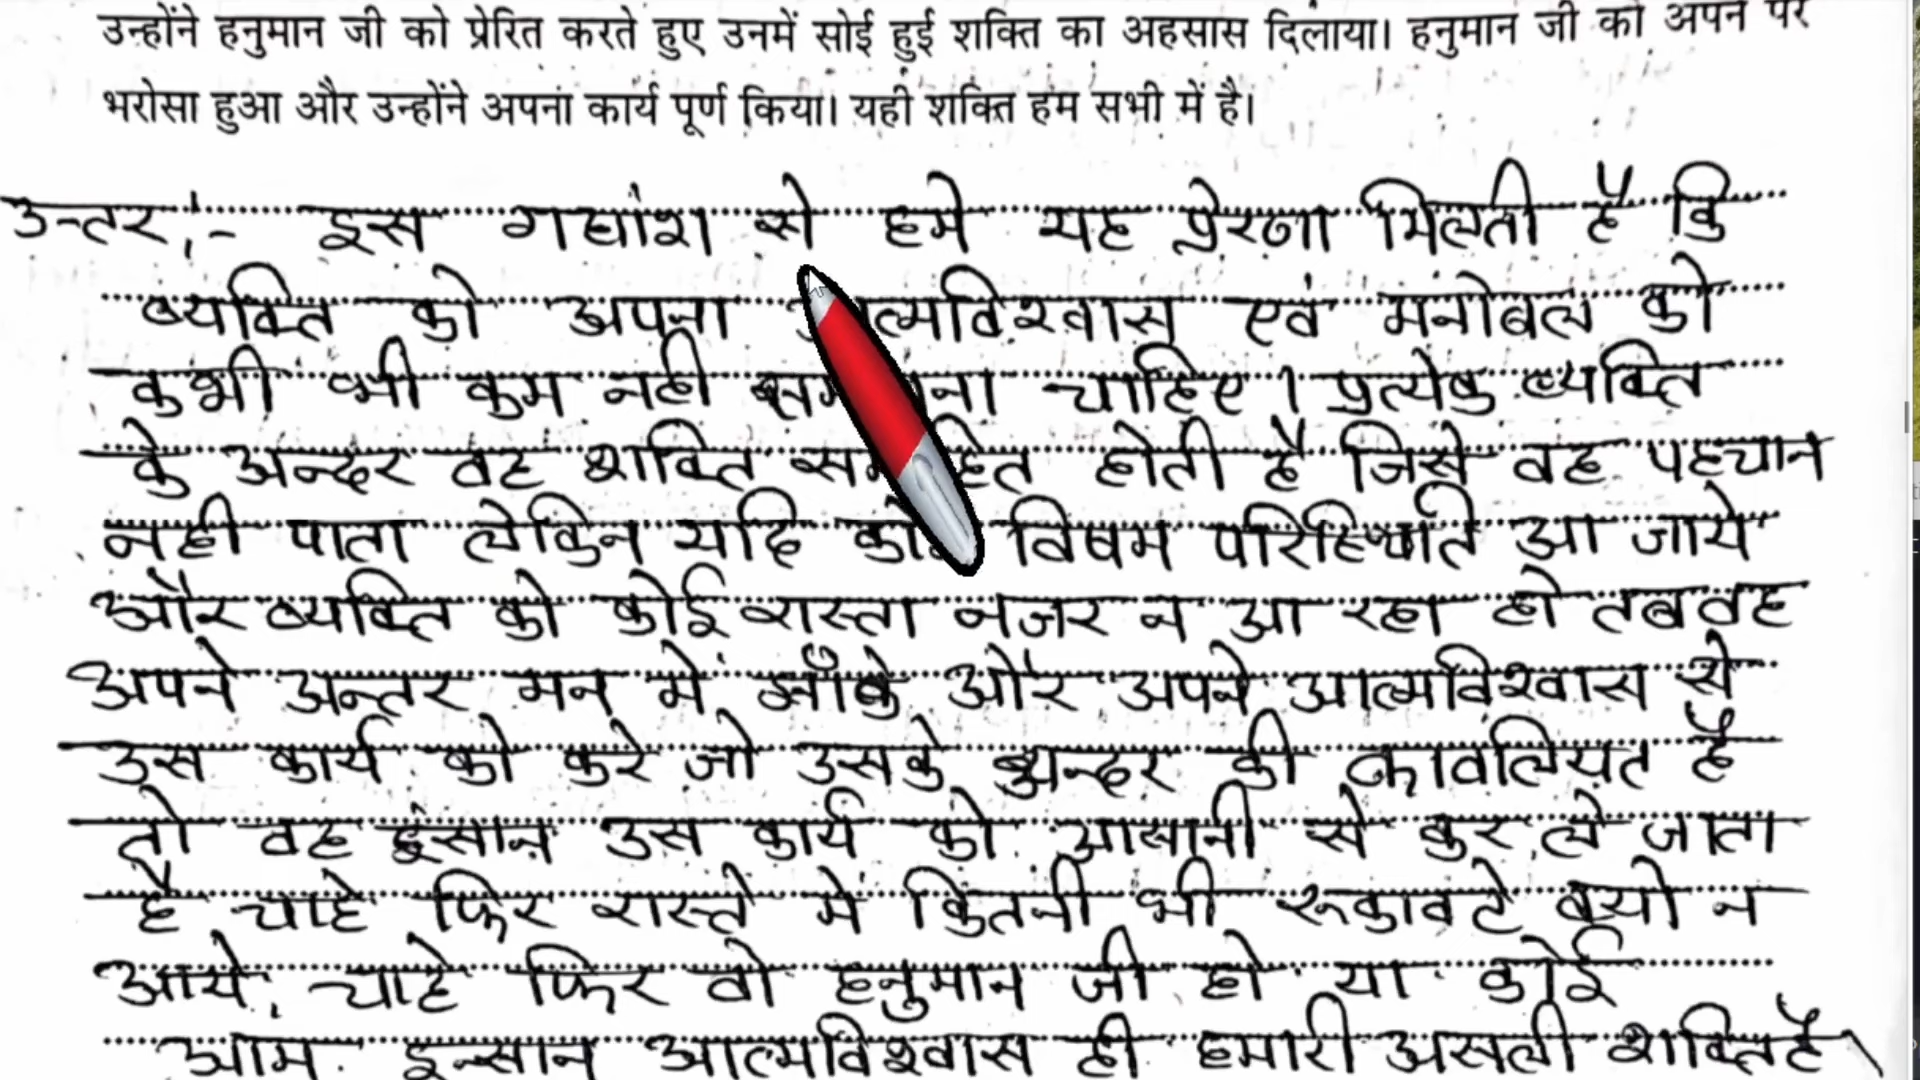 उन्होंने हनुमान जी को प्रेरित करते हुए उनमें सोई हुई शक्ति का अहसास दिलाया। हनुमान जी को अपने पर
भरोसा हुआ और उन्होंने अपना कार्य पूर्ण किया। यही शक्ति हम सभी में है।
उत्तर:- इस गद्यांश से हमे यह प्रेरणा मिलती है कि
व्यक्ति को अपना आत्मविश्वास एवं मनोबल को
कभी भी कम नही चाहिए। प्रत्येक व्यक्ति
के अन्दर वह शक्ति होती है जिसे वह पहचान
नही पाता लेकिन यदि विषम परिस्थिति आ जाये
और व्यक्ति को कोई रास्ता नजर न आ रहा हो तब वह
अपने अन्तर मन में झाँके और अपने आत्मविश्वास से
उस कार्य को करे जो उसके अन्दर की कावलियत है
तो वह इंसान उस कार्य को आसानी से कर ले जाता
है चाहे फिर रास्ते मे कितनी भी रूकावटे क्यो न
आये, चाहे फिर वो हनुमान जी हो या कोई
आम इन्सान आत्मविश्वास ही हमारी असली शक्ति है